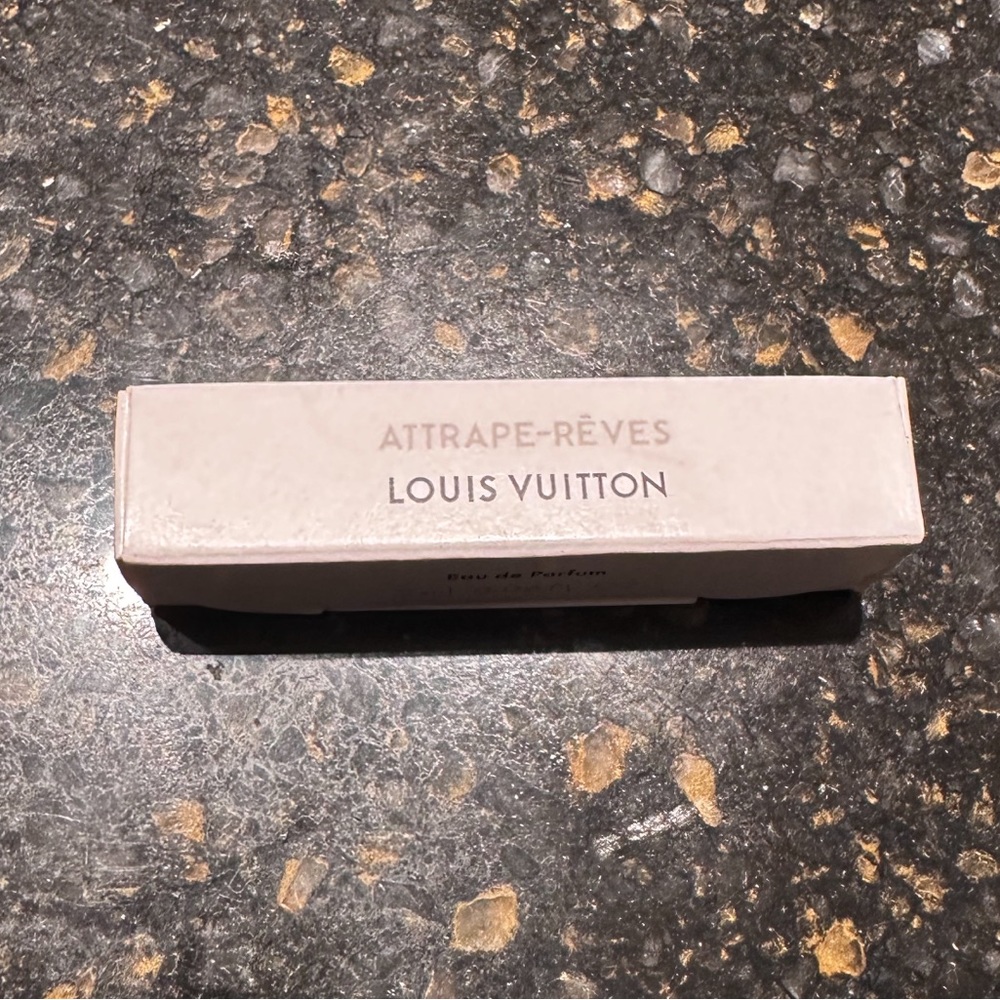 ATTRAPE-RÊVES
LOUIS VUITTON
Eau de Parfum